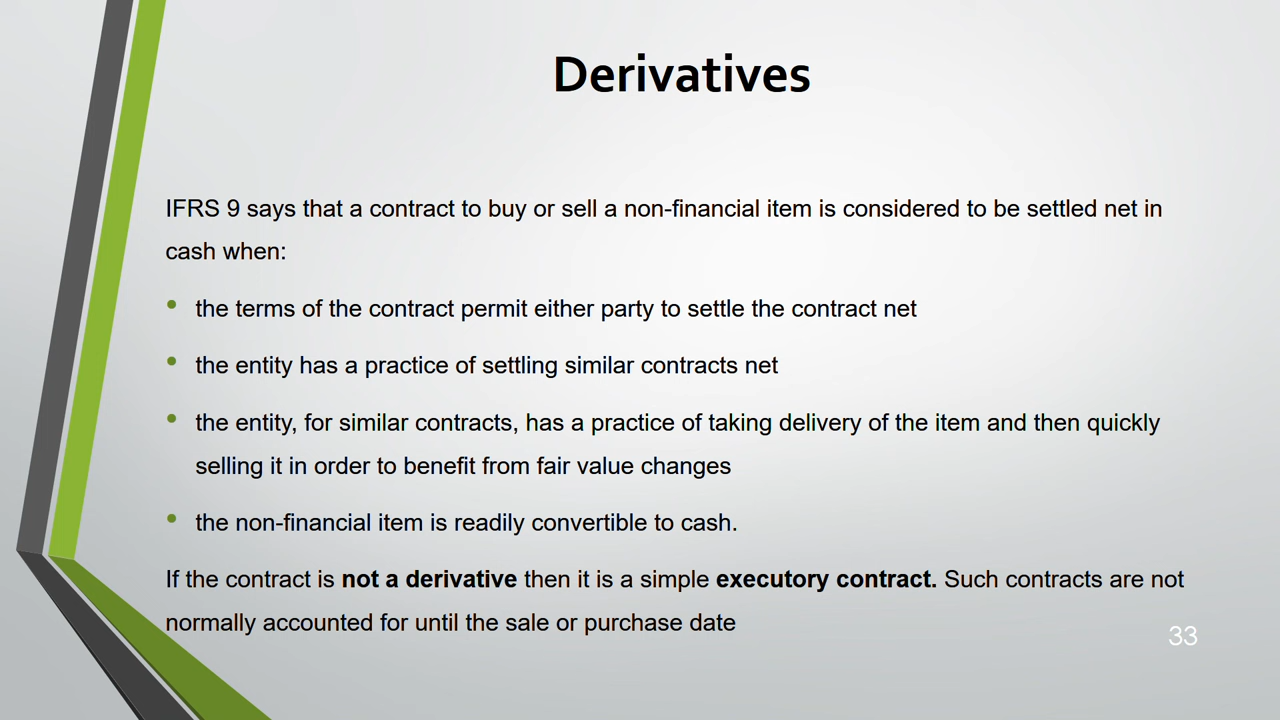 Derivatives
IFRS 9 says that a contract to buy or sell a non-financial item is considered to be settled net in
cash when:
• the terms of the contract permit either party to settle the contract net
• the entity has a practice of settling similar contracts net
• the entity, for similar contracts, has a practice of taking delivery of the item and then quickly
selling it in order to benefit from fair value changes
• the non-financial item is readily convertible to cash.
If the contract is not a derivative then it is a simple executory contract. Such contracts are not
normally accounted for until the sale or purchase date
33